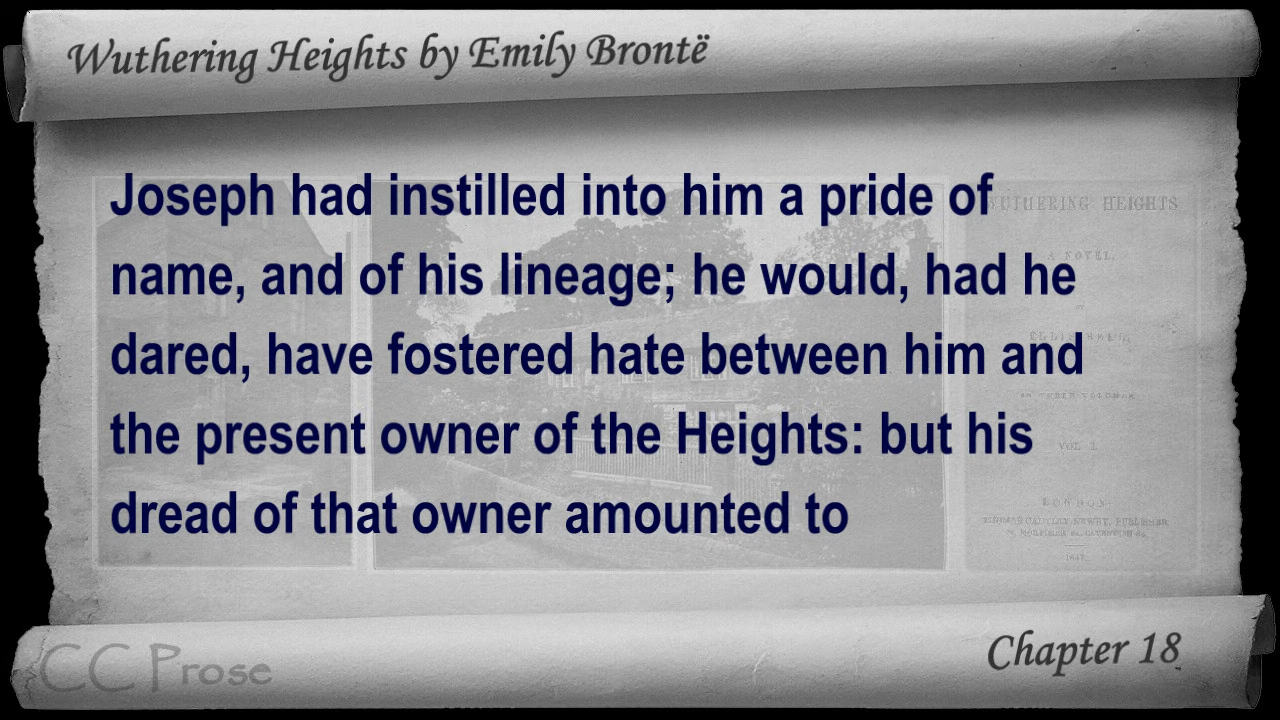 Wuthering Heights by Emily Brontë
Joseph had instilled into him a pride of
name, and of his lineage; he would, had he
dared, have fostered hate between him and
the present owner of the Heights: but his
dread of that owner amounted to
WUTHERING HEIGHTS
A NOVEL,
VOL. I.
LONDON:
1847.
Chapter 18
CC Prose